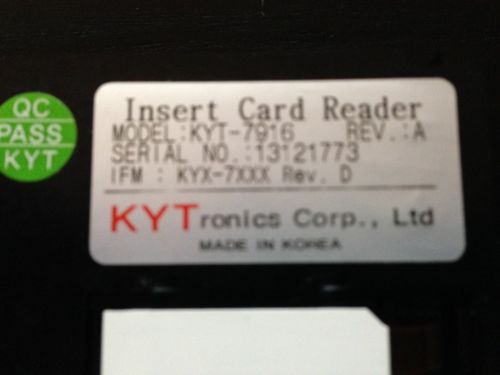 QC
PASS
KYT
Insert Card Reader
MODEL:KYT-7916 REV.:A
SERIAL NO.:13121773
IFM : KYX-7XXX Rev. D
KYTronics Corp., Ltd
MADE IN KOREA